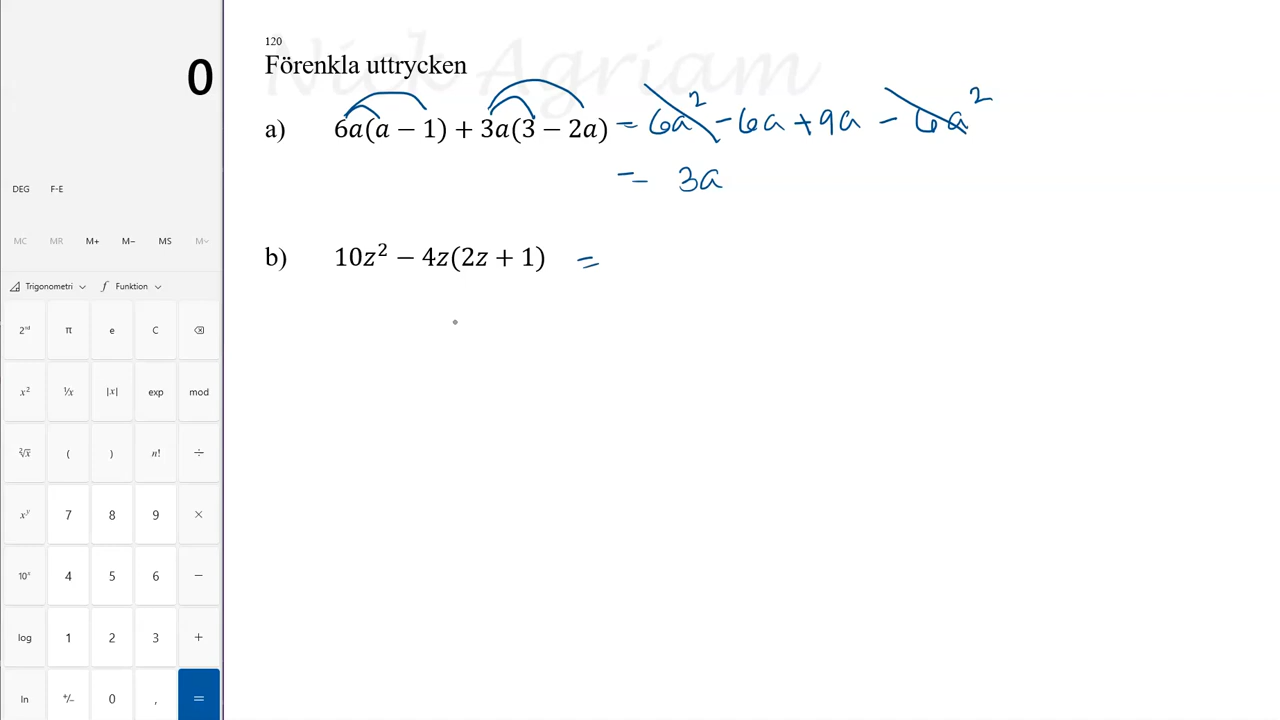 120
Nick Agriam
Förenkla uttrycken
a) 6a(a − 1) + 3a(3 − 2a) = 6a² - 6a + 9a - 6a²
= 3a
b) 10z² − 4z(2z + 1) =
0
DEG F-E
MC MR M+ M− MS M˅
Trigonometri Funktion
2ⁿᵈ π e C ⌫
x² ¹/x |x| exp mod
²√x ( ) n! ÷
xʸ 7 8 9 ×
10ˣ 4 5 6 −
log 1 2 3 +
ln +/− 0 , =